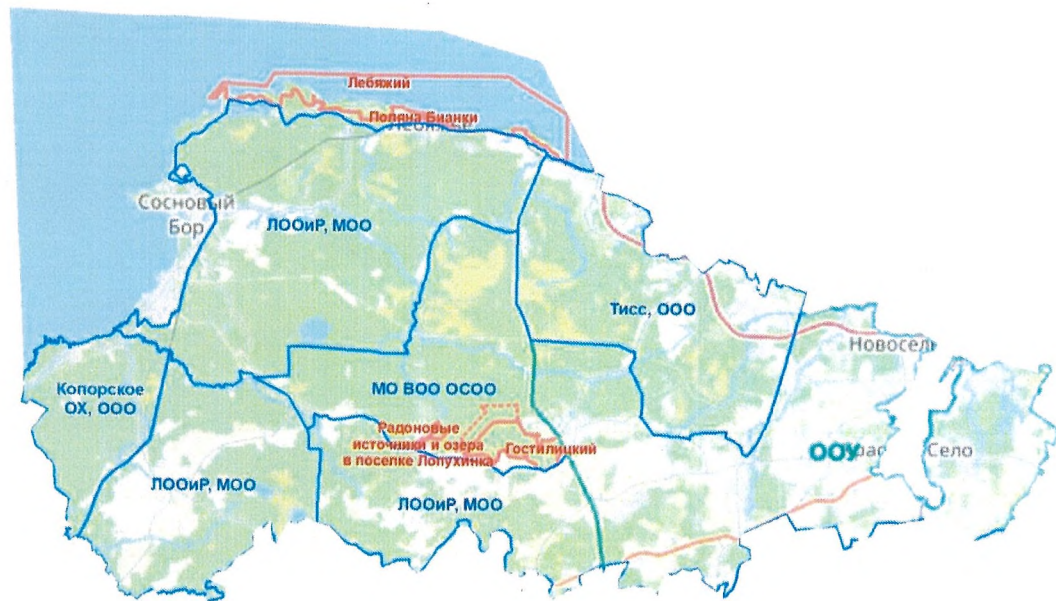 Лебяжий
Поляна Бианки
Сосновый
Бор
ЛООиР, МОО
Тисс, ООО
Новосел
Копорское
ОХ, ООО
МО ВОО ОСОО
Радоновые
источники и озера
в поселке Лопухинка
Гостилицкий
ООУ
Село
ЛООиР, МОО
ЛООиР, МОО